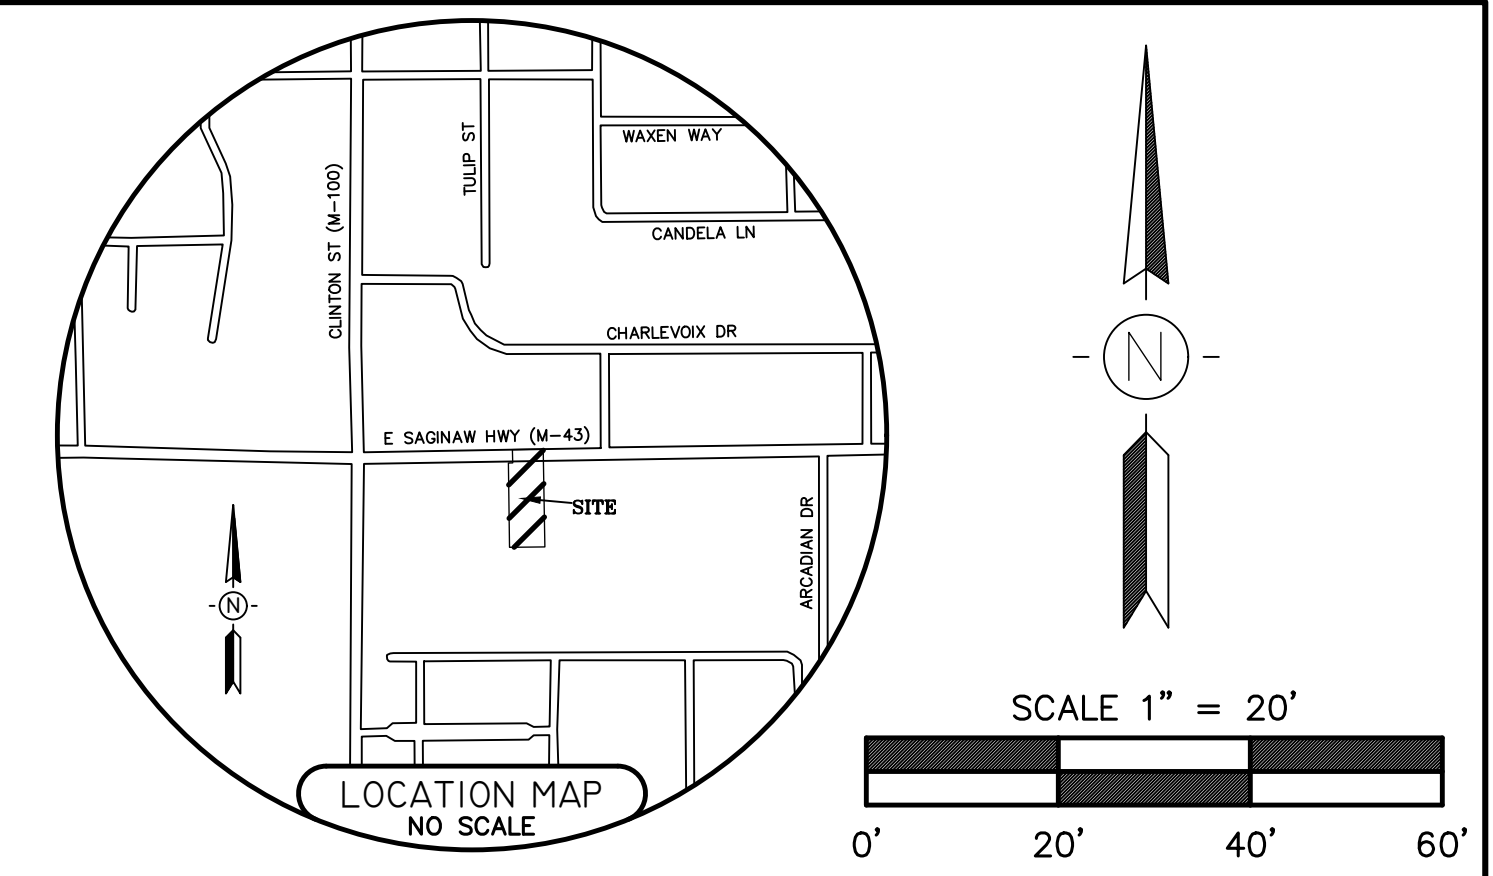 WAXEN WAY
TULIP ST
CLINTON ST (M-100)
CANDELA LN
CHARLEVOIX DR
E SAGINAW HWY (M-43)
SITE
ARCADIAN DR
N
LOCATION MAP
NO SCALE
N
SCALE 1” = 20’
0’ 20’ 40’ 60’